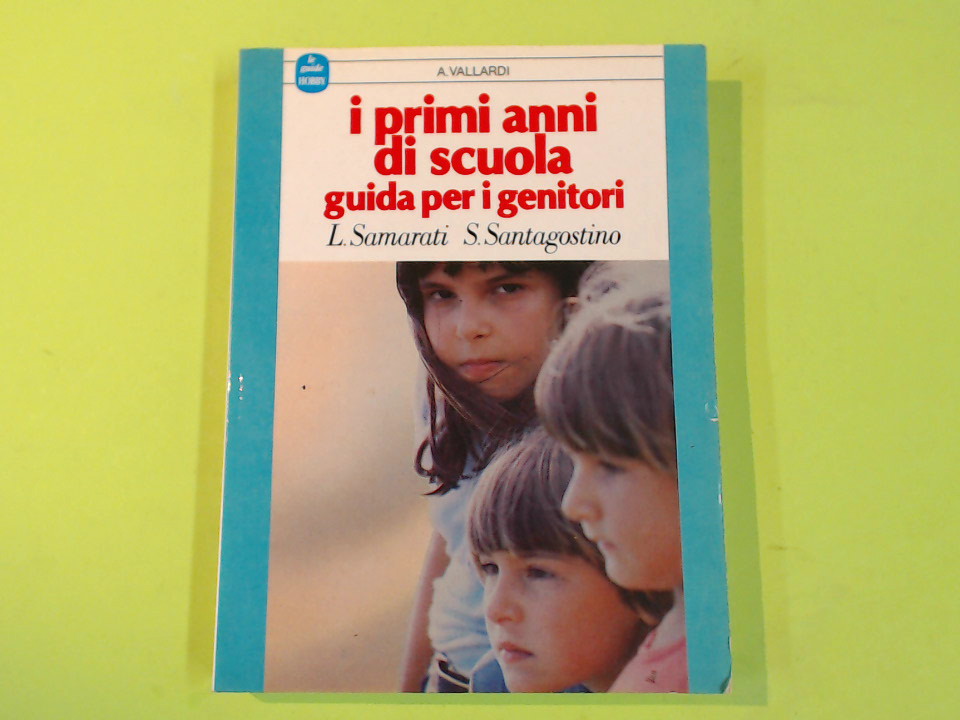 le
guide
HOBBY
A. VALLARDI
i primi anni
di scuola
guida per i genitori
L. Samarati S. Santagostino